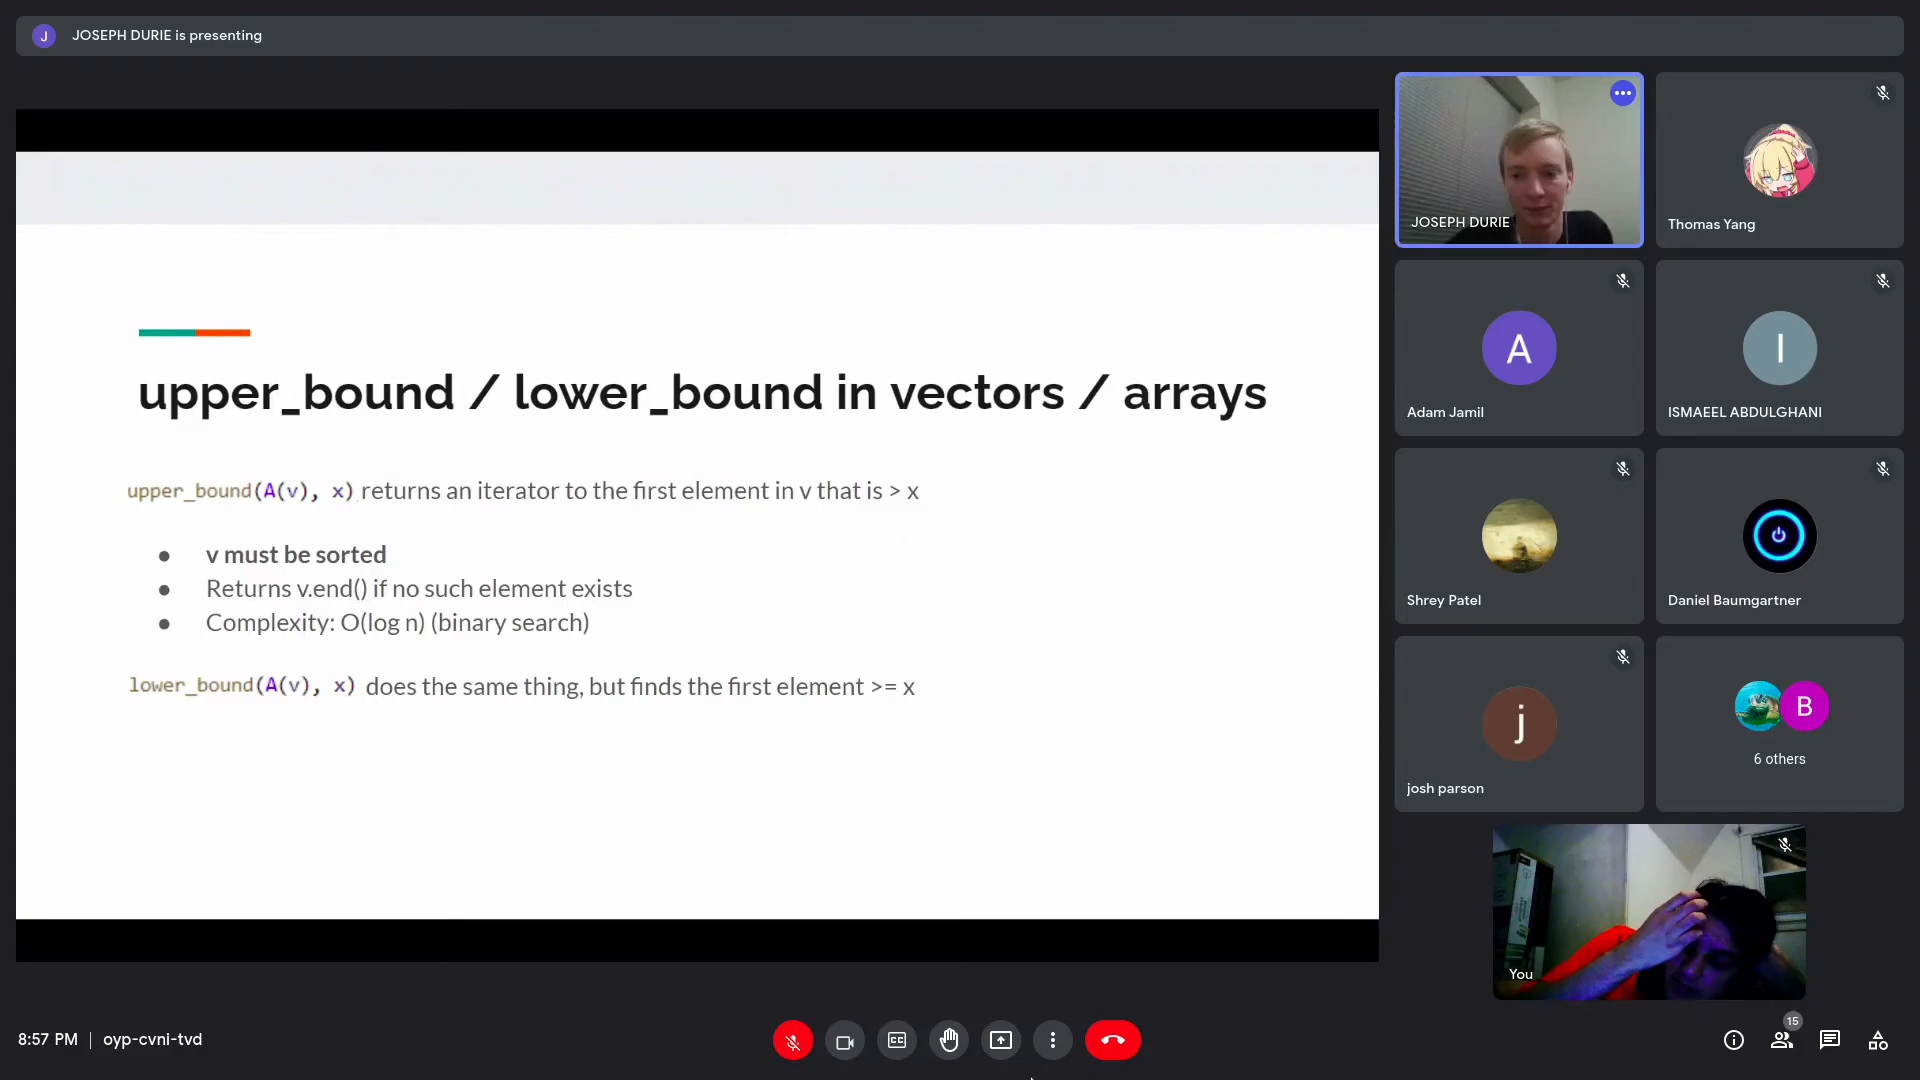 J
JOSEPH DURIE is presenting
upper_bound / lower_bound in vectors / arrays
upper_bound(A(v), x) returns an iterator to the first element in v that is > x
● v must be sorted
● Returns v.end() if no such element exists
● Complexity: O(log n) (binary search)
lower_bound(A(v), x) does the same thing, but finds the first element >= x
JOSEPH DURIE
Thomas Yang
A
Adam Jamil
I
ISMAEEL ABDULGHANI
Shrey Patel
Daniel Baumgartner
j
josh parson
B
6 others
You
8:57 PM | oyp-cvni-tvd
CC
15